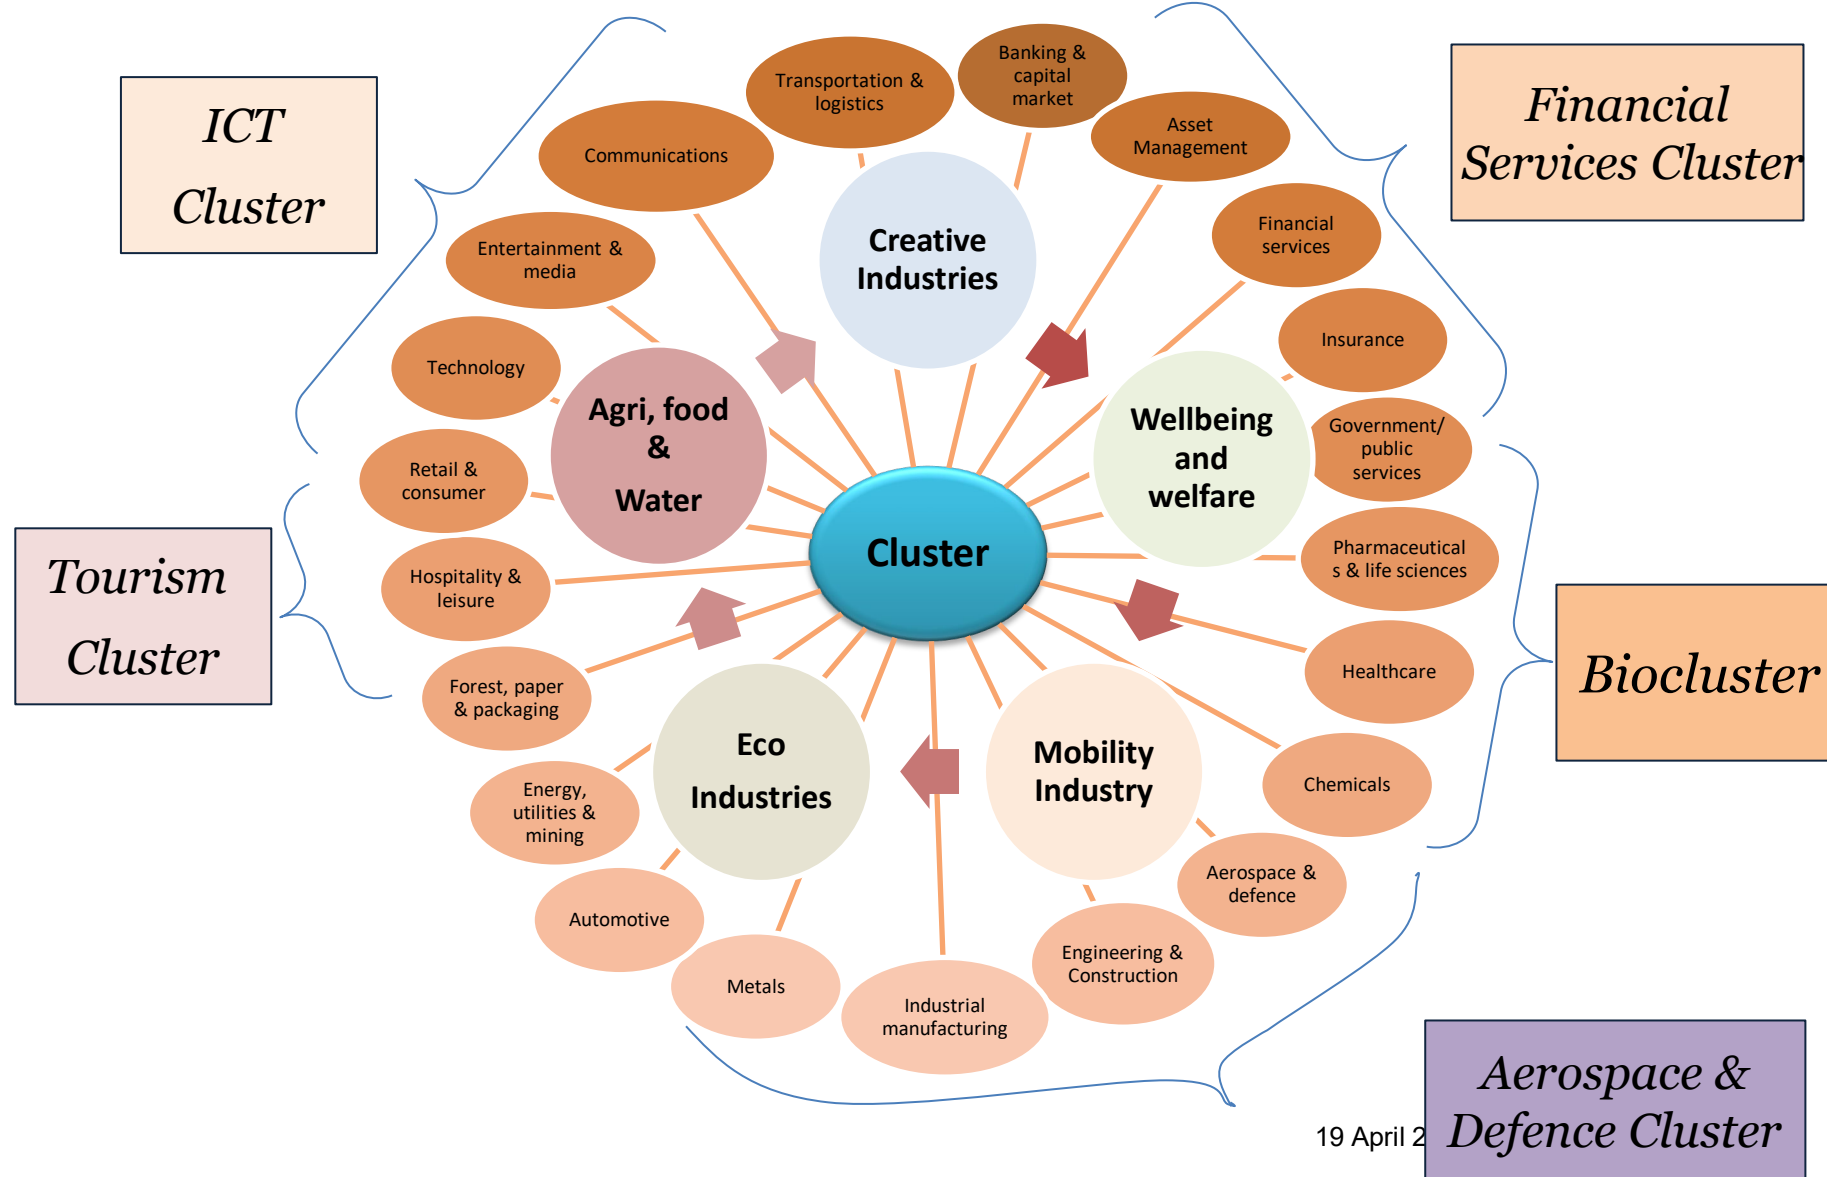 ICT
Cluster
Financial
Services Cluster
Tourism
Cluster
Biocluster
Aerospace &
Defence Cluster
19 April 2
Transportation &
logistics
Banking &
capital
market
Asset
Management
Financial
services
Insurance
Government/
public
services
Pharmaceutical
s & life sciences
Healthcare
Chemicals
Aerospace &
defence
Engineering &
Construction
Industrial
manufacturing
Metals
Automotive
Energy,
utilities &
mining
Forest, paper
& packaging
Hospitality &
leisure
Retail &
consumer
Technology
Entertainment &
media
Communications
Creative
Industries
Wellbeing
and
welfare
Mobility
Industry
Eco
Industries
Agri, food
&
Water
Cluster